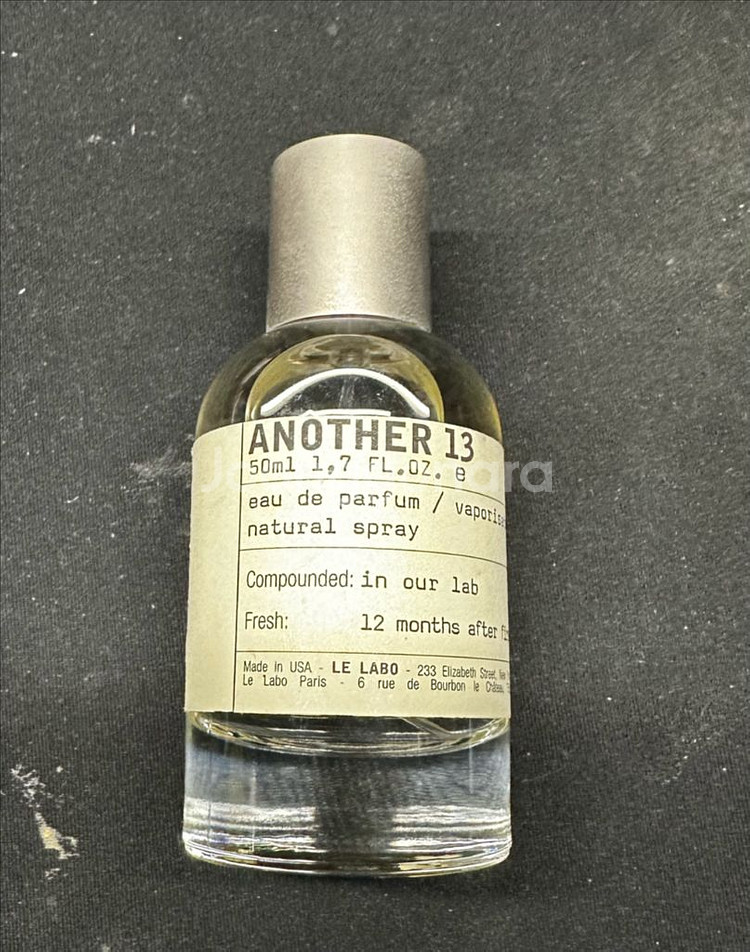 ANOTHER 13
50ml 1,7 FL.OZ. e
eau de parfum / vaporis
natural spray
Compounded: in our lab
Fresh: 12 months after
Made in USA - LE LABO - 233 Elizabeth Street,
Le Labo Paris - 6 rue de Bourbon le Château,